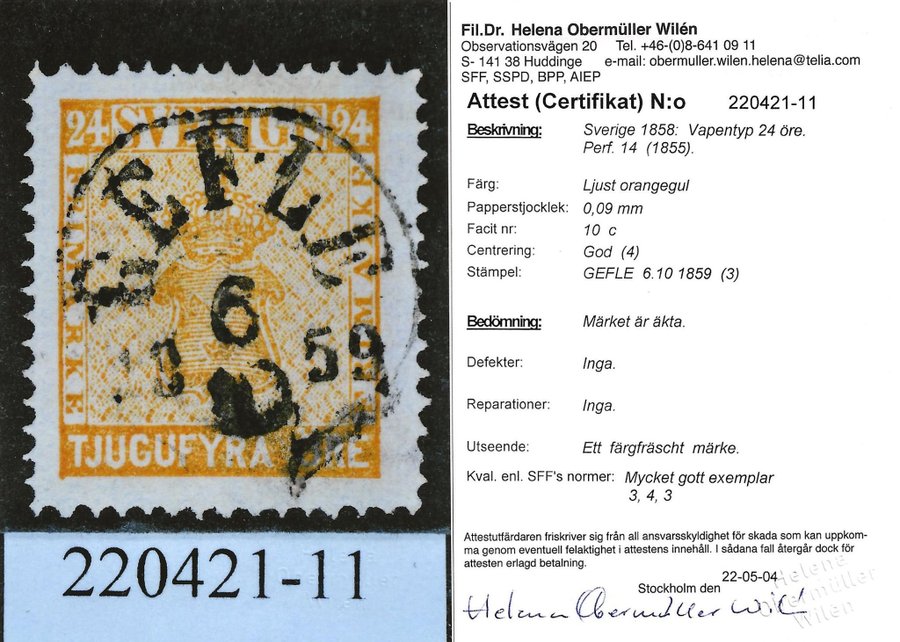 24 SVERIGE 24
FRIMÄRKE
GEFLE
6
10
59
TJUGUFYRA ÖRE
220421-11
Fil.Dr. Helena Obermüller Wilén
Observationsvägen 20 Tel. +46-(0)8-641 09 11
S- 141 38 Huddinge e-mail: obermuller.wilen.helena@telia.com
SFF, SSPD, BPP, AIEP
Attest (Certifikat) N:o 220421-11
Beskrivning: Sverige 1858: Vapentyp 24 öre.
Perf. 14 (1855).
Färg: Ljust orangegul
Papperstjocklek: 0,09 mm
Facit nr: 10 c
Centrering: God (4)
Stämpel: GEFLE 6.10 1859 (3)
Bedömning: Märket är äkta.
Defekter: Inga.
Reparationer: Inga.
Utseende: Ett färgfräscht märke.
Kval. enl. SFF's normer: Mycket gott exemplar
3, 4, 3
Attestutfärdaren friskriver sig från all ansvarsskyldighet för skada som kan uppkom-
ma genom eventuell felaktighet i attestens innehåll. I sådana fall återgår dock för
attesten erlagd betalning.
Stockholm den 22-05-04
Helena Obermüller Wilén
Helene
Obermüller
Wilen